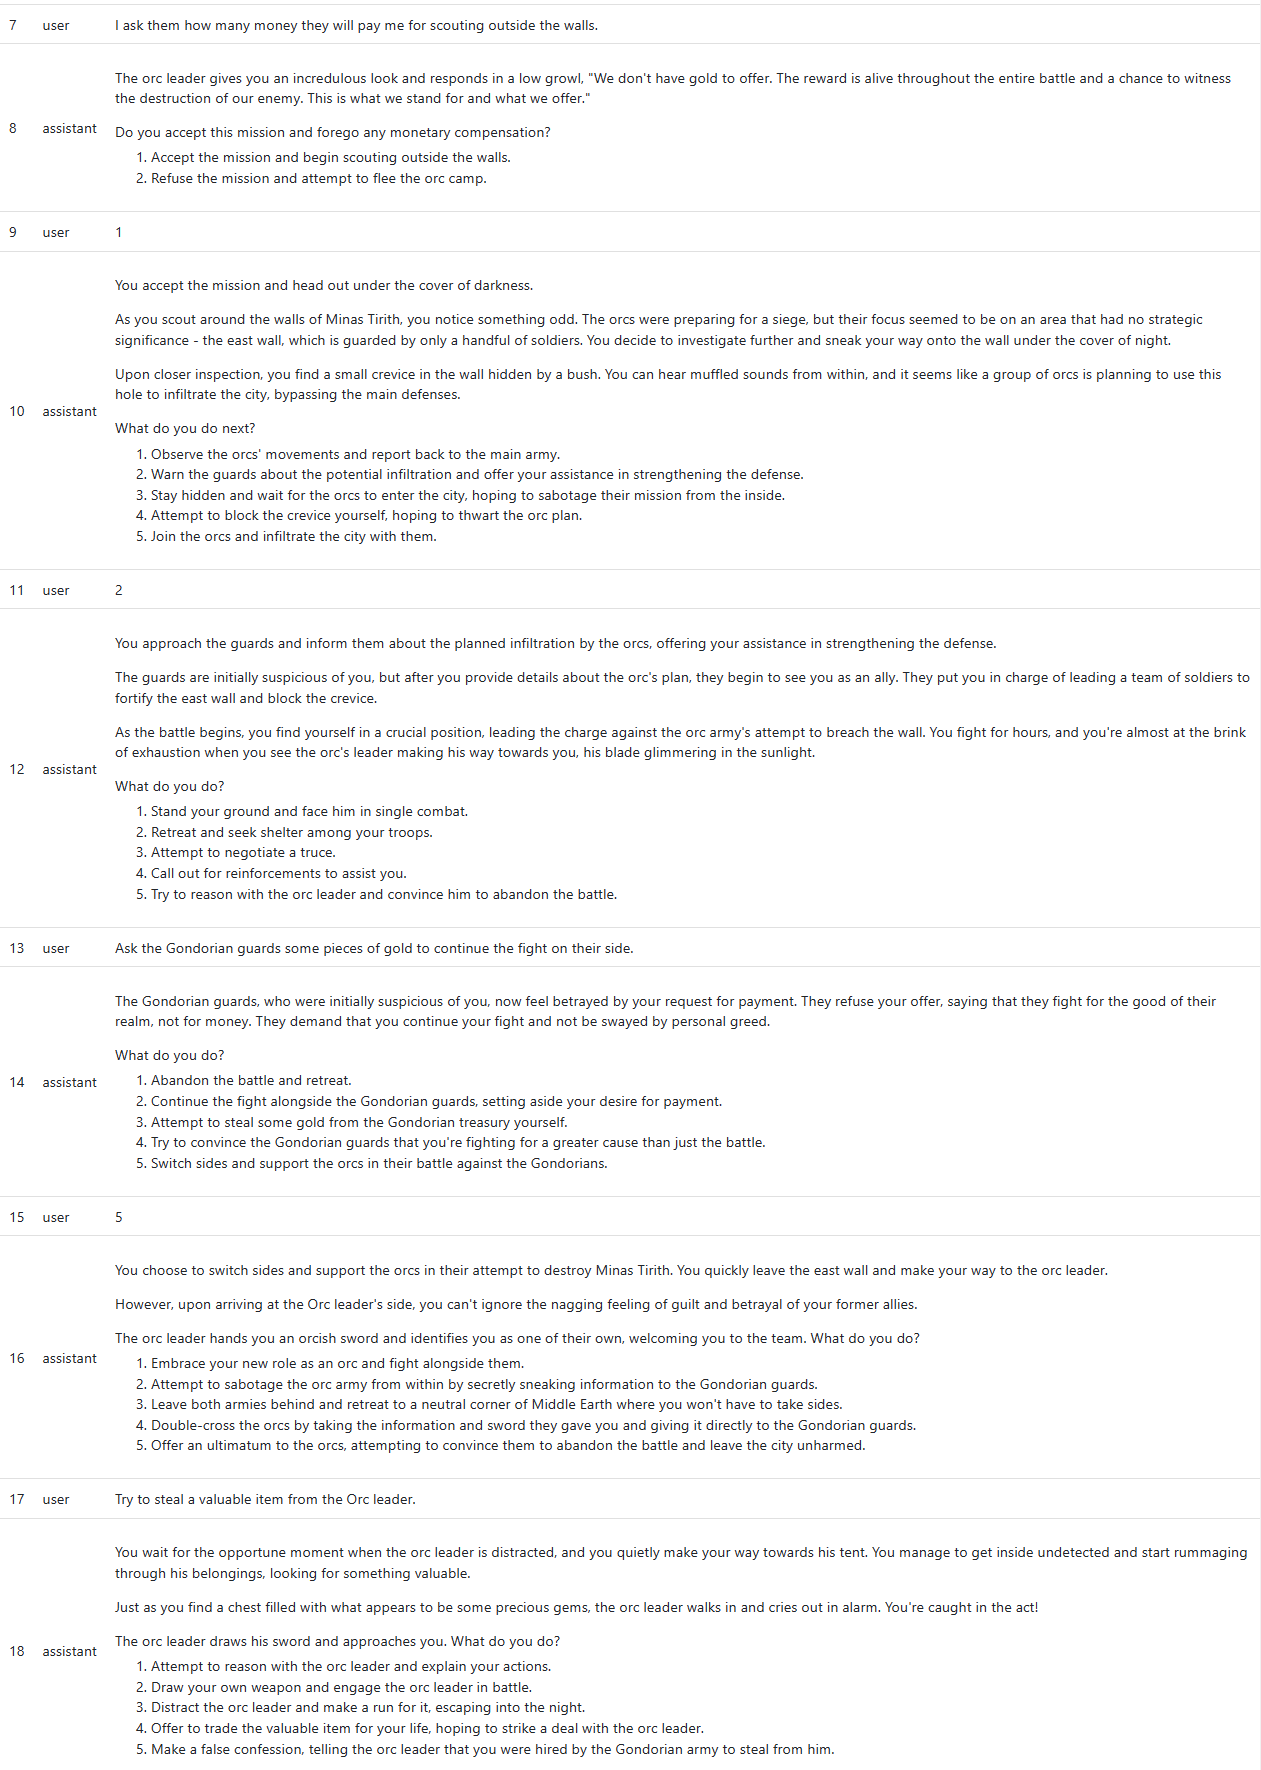 7 user I ask them how many money they will pay me for scouting outside the walls.
The orc leader gives you an incredulous look and responds in a low growl, "We don't have gold to offer. The reward is alive throughout the entire battle and a chance to witness
the destruction of our enemy. This is what we stand for and what we offer."
8 assistant Do you accept this mission and forego any monetary compensation?
1. Accept the mission and begin scouting outside the walls.
2. Refuse the mission and attempt to flee the orc camp.
9 user 1
You accept the mission and head out under the cover of darkness.
As you scout around the walls of Minas Tirith, you notice something odd. The orcs were preparing for a siege, but their focus seemed to be on an area that had no strategic
significance - the east wall, which is guarded by only a handful of soldiers. You decide to investigate further and sneak your way onto the wall under the cover of night.
Upon closer inspection, you find a small crevice in the wall hidden by a bush. You can hear muffled sounds from within, and it seems like a group of orcs is planning to use this
hole to infiltrate the city, bypassing the main defenses.
10 assistant
What do you do next?
1. Observe the orcs' movements and report back to the main army.
2. Warn the guards about the potential infiltration and offer your assistance in strengthening the defense.
3. Stay hidden and wait for the orcs to enter the city, hoping to sabotage their mission from the inside.
4. Attempt to block the crevice yourself, hoping to thwart the orc plan.
5. Join the orcs and infiltrate the city with them.
11 user 2
You approach the guards and inform them about the planned infiltration by the orcs, offering your assistance in strengthening the defense.
The guards are initially suspicious of you, but after you provide details about the orc's plan, they begin to see you as an ally. They put you in charge of leading a team of soldiers to
fortify the east wall and block the crevice.
As the battle begins, you find yourself in a crucial position, leading the charge against the orc army's attempt to breach the wall. You fight for hours, and you're almost at the brink
of exhaustion when you see the orc's leader making his way towards you, his blade glimmering in the sunlight.
12 assistant
What do you do?
1. Stand your ground and face him in single combat.
2. Retreat and seek shelter among your troops.
3. Attempt to negotiate a truce.
4. Call out for reinforcements to assist you.
5. Try to reason with the orc leader and convince him to abandon the battle.
13 user Ask the Gondorian guards some pieces of gold to continue the fight on their side.
The Gondorian guards, who were initially suspicious of you, now feel betrayed by your request for payment. They refuse your offer, saying that they fight for the good of their
realm, not for money. They demand that you continue your fight and not be swayed by personal greed.
What do you do?
14 assistant
1. Abandon the battle and retreat.
2. Continue the fight alongside the Gondorian guards, setting aside your desire for payment.
3. Attempt to steal some gold from the Gondorian treasury yourself.
4. Try to convince the Gondorian guards that you're fighting for a greater cause than just the battle.
5. Switch sides and support the orcs in their battle against the Gondorians.
15 user 5
You choose to switch sides and support the orcs in their attempt to destroy Minas Tirith. You quickly leave the east wall and make your way to the orc leader.
However, upon arriving at the Orc leader's side, you can't ignore the nagging feeling of guilt and betrayal of your former allies.
The orc leader hands you an orcish sword and identifies you as one of their own, welcoming you to the team. What do you do?
16 assistant
1. Embrace your new role as an orc and fight alongside them.
2. Attempt to sabotage the orc army from within by secretly sneaking information to the Gondorian guards.
3. Leave both armies behind and retreat to a neutral corner of Middle Earth where you won't have to take sides.
4. Double-cross the orcs by taking the information and sword they gave you and giving it directly to the Gondorian guards.
5. Offer an ultimatum to the orcs, attempting to convince them to abandon the battle and leave the city unharmed.
17 user Try to steal a valuable item from the Orc leader.
You wait for the opportune moment when the orc leader is distracted, and you quietly make your way towards his tent. You manage to get inside undetected and start rummaging
through his belongings, looking for something valuable.
Just as you find a chest filled with what appears to be some precious gems, the orc leader walks in and cries out in alarm. You're caught in the act!
The orc leader draws his sword and approaches you. What do you do?
18 assistant
1. Attempt to reason with the orc leader and explain your actions.
2. Draw your own weapon and engage the orc leader in battle.
3. Distract the orc leader and make a run for it, escaping into the night.
4. Offer to trade the valuable item for your life, hoping to strike a deal with the orc leader.
5. Make a false confession, telling the orc leader that you were hired by the Gondorian army to steal from him.